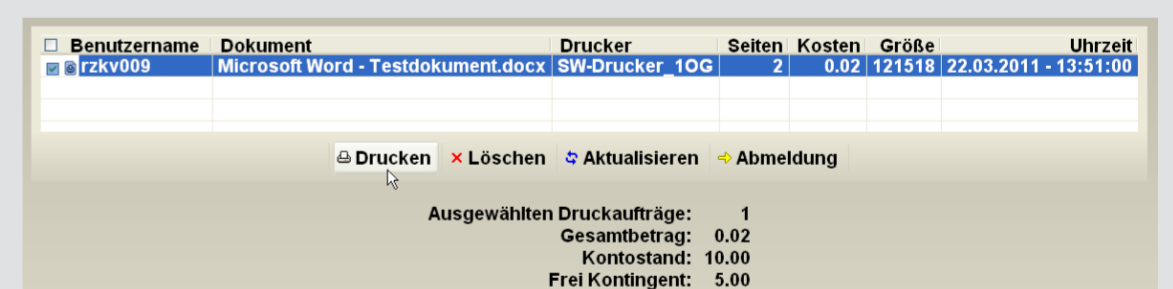 Benutzername Dokument Drucker Seiten Kosten Größe Uhrzeit
rzkv009 Microsoft Word - Testdokument.docx SW-Drucker_1OG 2 0.02 121518 22.03.2011 - 13:51:00
Drucken Löschen Aktualisieren Abmeldung
Ausgewählten Druckaufträge: 1
Gesamtbetrag: 0.02
Kontostand: 10.00
Frei Kontingent: 5.00